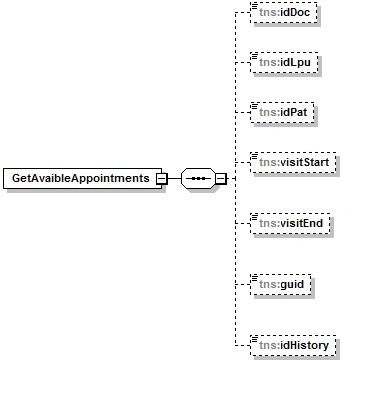 tns:idDoc
tns:idLpu
tns:idPat
tns:visitStart
GetAvaibleAppointments
tns:visitEnd
tns:guid
tns:idHistory